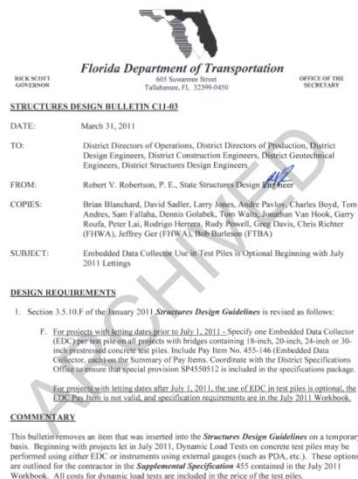 Florida Department of Transportation
RICK SCOTT
GOVERNOR
605 Suwannee Street
Tallahassee, FL 32399-0450
OFFICE OF THE
SECRETARY
STRUCTURES DESIGN BULLETIN C11-03
DATE: March 31, 2011
TO: District Directors of Operations, District Directors of Production, District
Design Engineers, District Construction Engineers, District Geotechnical
Engineers, District Structures Design Engineers
FROM: Robert V. Robertson, P. E., State Structures Design Engineer
COPIES: Brian Blanchard, David Sadler, Larry Jones, Andre Pavlov, Charles Boyd, Tom
Andres, Sam Fallaha, Dennis Golabek, Tom Waits, Jonathan Van Hook, Garry
Roufa, Peter Lai, Rodrigo Herrera, Rudy Powell, Greg Davis, Chris Richter
(FHWA), Jeffrey Ger (FHWA), Bob Burleson (FTBA)
SUBJECT: Embedded Data Collector Use in Test Piles is Optional Beginning with July
2011 Lettings
DESIGN REQUIREMENTS
1. Section 3.5.10.F of the January 2011 Structures Design Guidelines is revised as follows:
F. For projects with letting dates prior to July 1, 2011 - Specify one Embedded Data Collector
(EDC) per test pile on all projects with bridges containing 18-inch, 20-inch, 24-inch or 30-
inch prestressed concrete test piles. Include Pay Item No. 455-146 (Embedded Data
Collector, each) on the Summary of Pay Items. Coordinate with the District Specifications
Office to ensure that special provision SP4550512 is included in the specifications package.
For projects with letting dates after July 1, 2011, the use of EDC in test piles is optional, the
EDC Pay Item is not valid, and specification requirements are in the July 2011 Workbook.
COMMENTARY
This bulletin removes an item that was inserted into the Structures Design Guidelines on a temporary
basis. Beginning with projects let in July 2011, Dynamic Load Tests on concrete test piles may be
performed using either EDC or instruments using external gauges (such as PDA, etc.). These options
are outlined for the contractor in the Supplemental Specification 455 contained in the July 2011
Workbook. All costs for dynamic load tests are included in the price of the test piles.
ARCHIVED